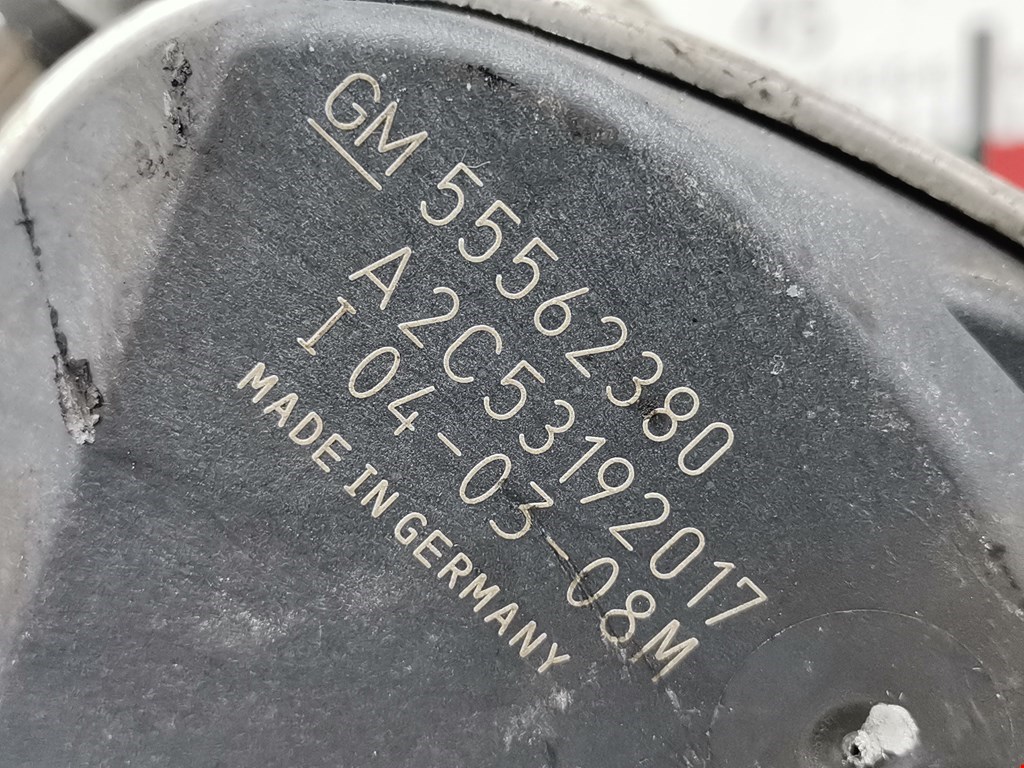 GM 55562380
A2C53192017
I 04-03-08M
MADE IN GERMANY